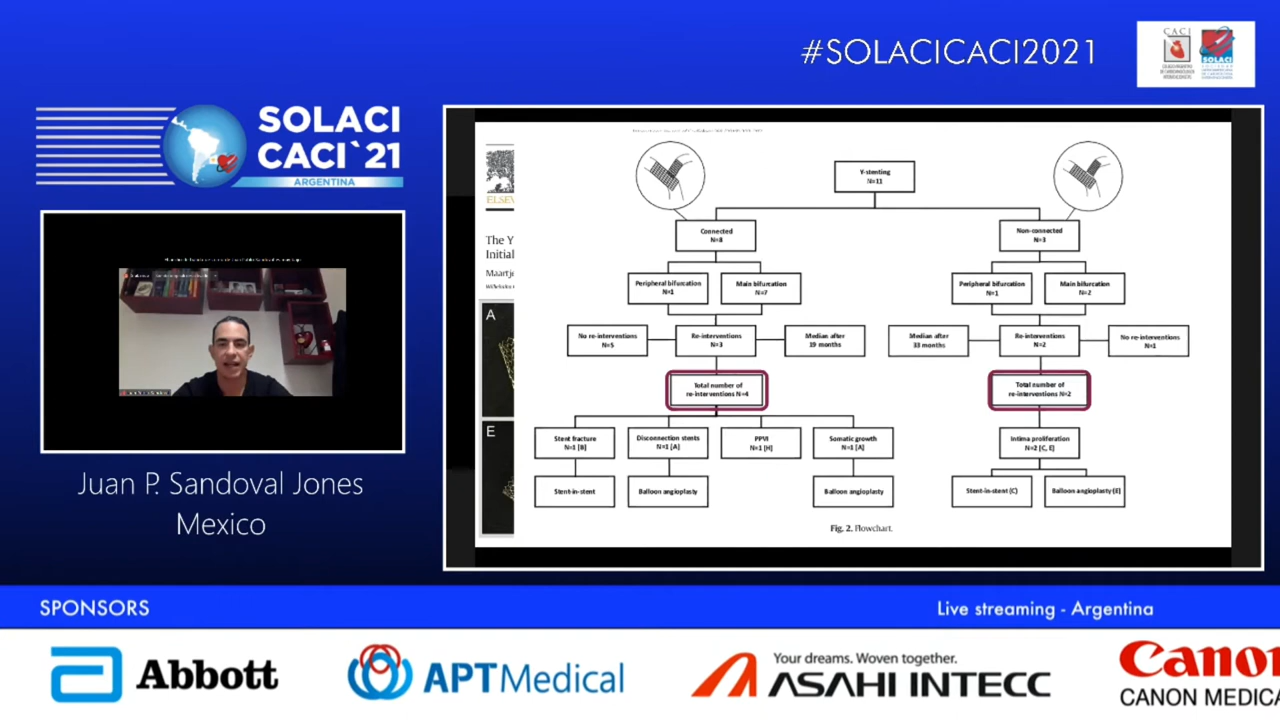 #SOLACICACI2021
CACI
SOLACI
SOLACI
CACI`21
ARGENTINA
Juan P. Sandoval Jones
Mexico
ELSEV
The Y
Initial
Maartje
A
E
Y-stenting
N=11
Connected
N=8
Non-connected
N=3
Peripheral bifurcation
N=1
Main bifurcation
N=7
Peripheral bifurcation
N=1
Main bifurcation
N=2
No re-interventions
N=5
Re-interventions
N=3
Median after
19 months
Median after
33 months
Re-interventions
N=2
No re-interventions
N=1
Total number of
re-interventions N=4
Total number of
re-interventions N=2
Stent fracture
N=1 [B]
Disconnection stents
N=1 [A]
PPVI
N=1 [H]
Somatic growth
N=1 [A]
Intima proliferation
N=2 [C, E]
Stent-in-stent
Balloon angioplasty
Balloon angioplasty
Stent-in-stent (C)
Balloon angioplasty (E)
Fig. 2. Flowchart.
SPONSORS
Live streaming - Argentina
Abbott
APTMedical
Your dreams. Woven together.
ASAHI INTECC
Canon
CANON MEDICA